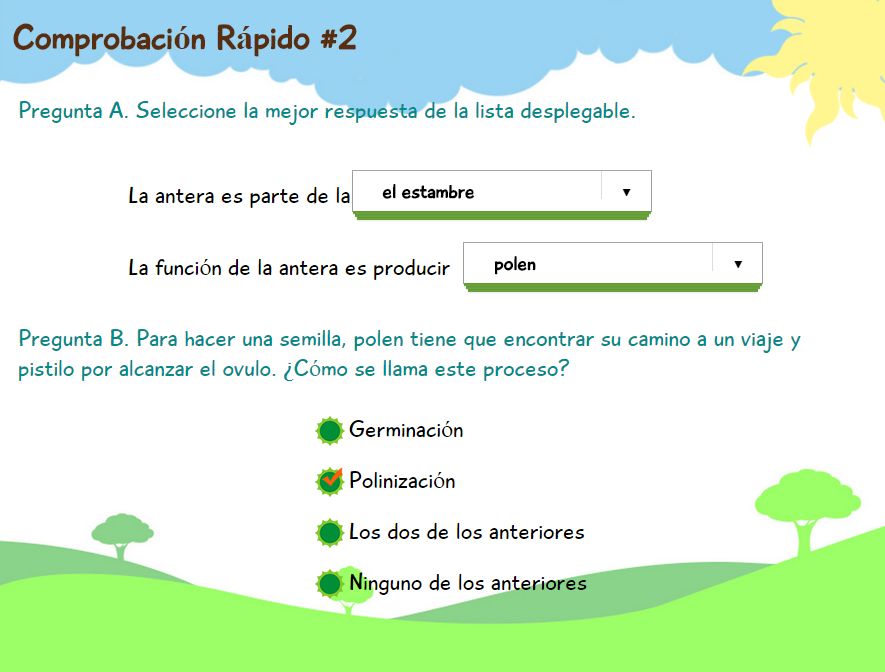 Comprobación Rápido #2
Pregunta A. Seleccione la mejor respuesta de la lista desplegable.
La antera es parte de la el estambre
La función de la antera es producir polen
Pregunta B. Para hacer una semilla, polen tiene que encontrar su camino a un viaje y
pistilo por alcanzar el ovulo. ¿Cómo se llama este proceso?
Germinación
Polinización
Los dos de los anteriores
Ninguno de los anteriores